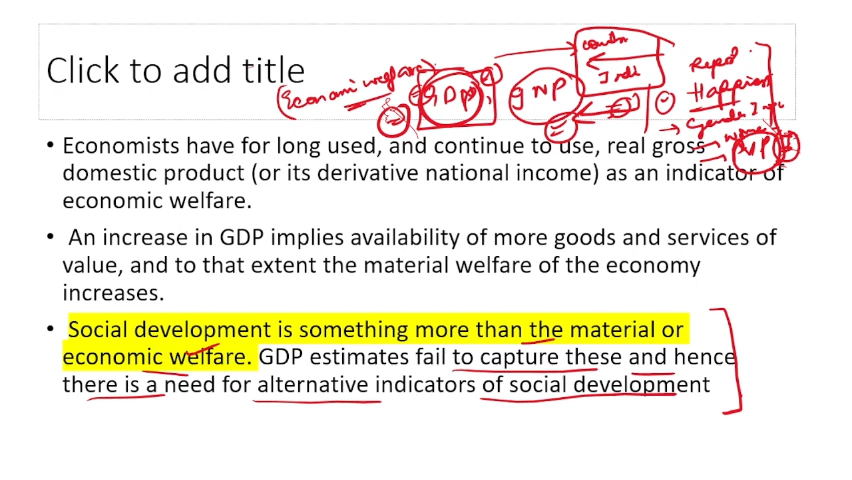 Click to add title
(Economic welfare)
GDP
GNP
Happiness
Gender
• Economists have for long used, and continue to use, real gross
domestic product (or its derivative national income) as an indicator of
economic welfare.
• An increase in GDP implies availability of more goods and services of
value, and to that extent the material welfare of the economy
increases.
• Social development is something more than the material or
economic welfare. GDP estimates fail to capture these and hence
there is a need for alternative indicators of social development